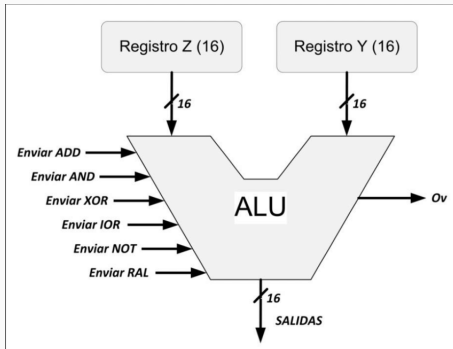 Registro Z (16)
Registro Y (16)
16
16
Enviar ADD
Enviar AND
Enviar XOR
Enviar IOR
Enviar NOT
Enviar RAL
ALU
Ov
16
SALIDAS